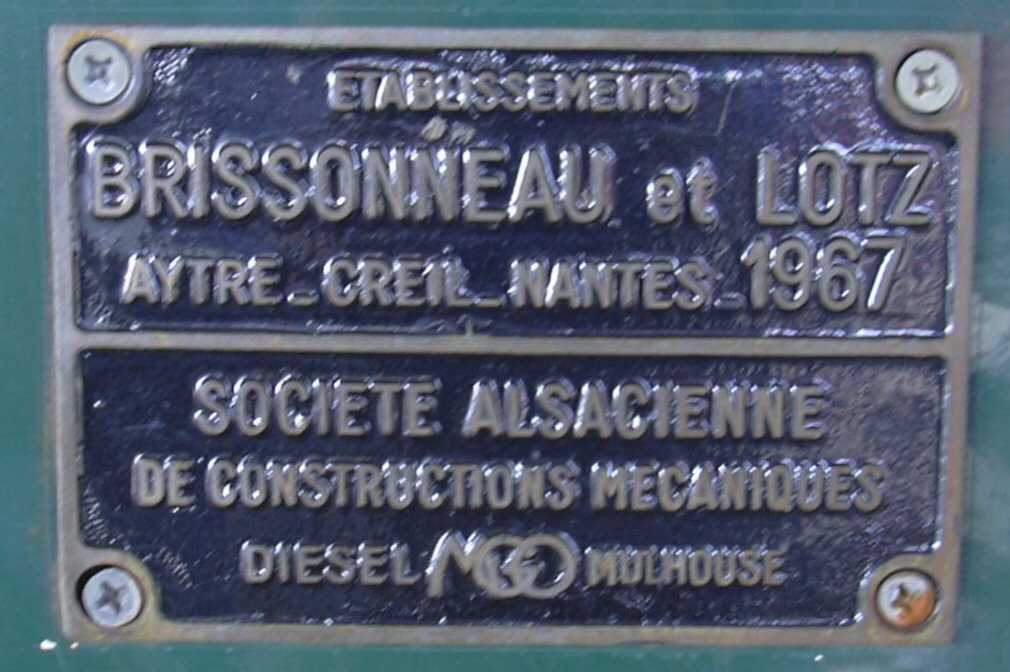 ETABLISSEMENTS
BRISSONNEAU et LOTZ
AYTRE_CREIL_NANTES_1967
SOCIETE ALSACIENNE
DE CONSTRUCTIONS MECANIQUES
DIESEL MGO MULHOUSE